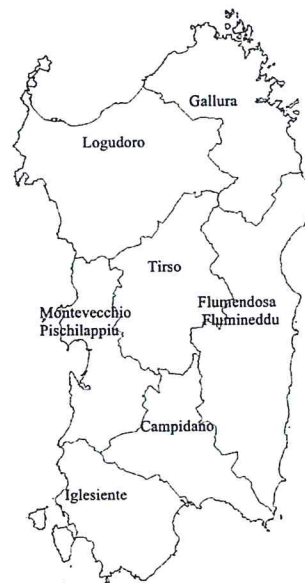 Gallura
Logudoro
Tirso
Montevecchio
Pischilappiu
Flumendosa
Flumineddu
Campidano
Iglesiente